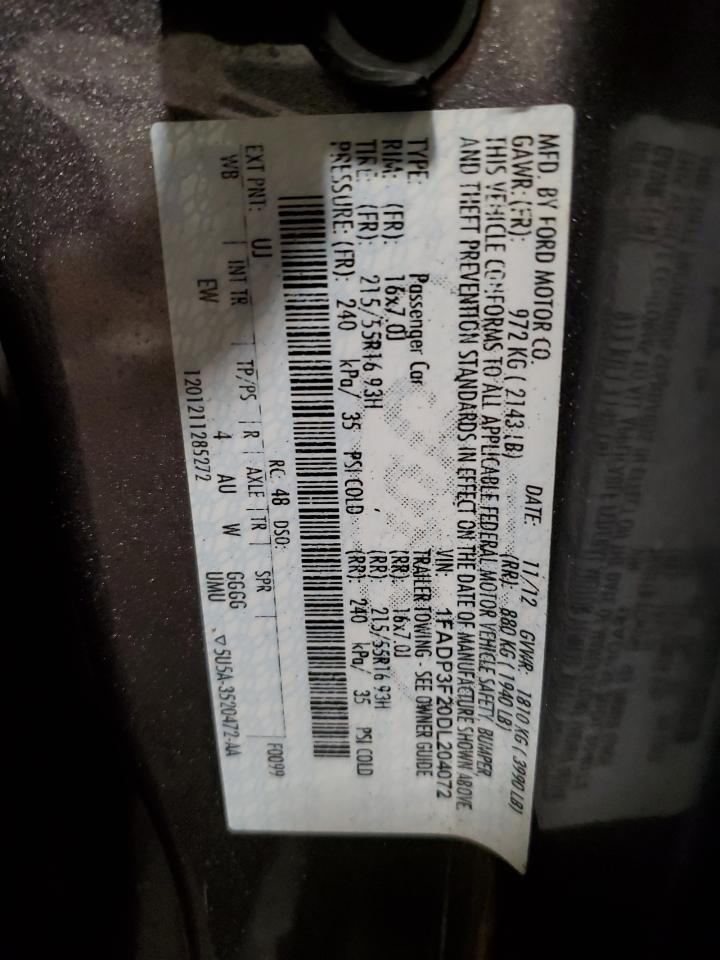 MFD. BY FORD MOTOR CO.
DATE: 11/12 GVWR: 1810 KG ( 3990 LB)
GAWR: (FR): 972 KG ( 2143 LB) (RR): 880 KG ( 1940 LB)
THIS VEHICLE CONFORMS TO ALL APPLICABLE FEDERAL MOTOR VEHICLE SAFETY, BUMPER,
AND THEFT PREVENTION STANDARDS IN EFFECT ON THE DATE OF MANUFACTURE SHOWN ABOVE.
VIN: 1FADP3F20DL204072
TYPE: Passenger Car TRAILER TOWING - SEE OWNER GUIDE
RIM: (FR): 16x7.0J (RR): 16x7.0J
TIRE: (FR): 215/55R16 93H (RR): 215/55R16 93H
PRESSURE: (FR): 240 kPa/ 35 PSI COLD (RR): 240 kPa/ 35 PSI COLD
RC: 48 DSO: F0099
EXT PNT: UJ
WB INT TR TP/PS R AXLE TR SPR
EW 4 AU W GGGG
1201211285272 UMU ▽5U5A-3520472-AA